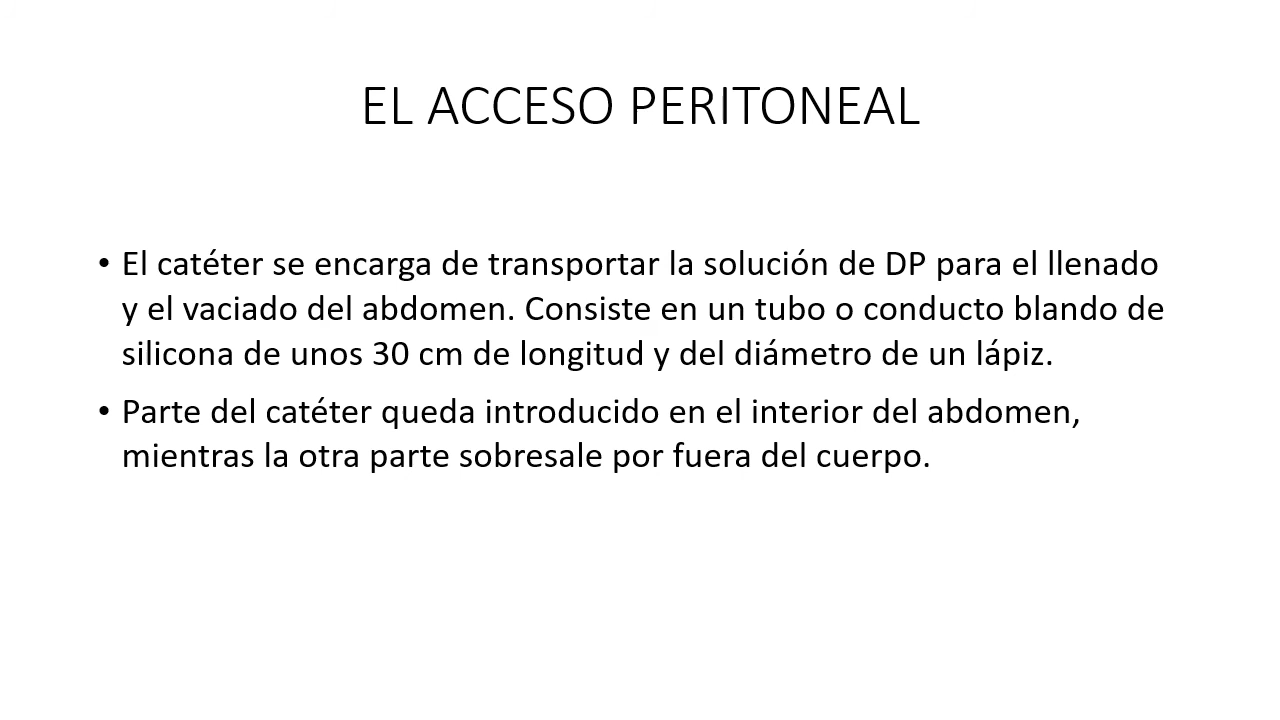 EL ACCESO PERITONEAL
• El catéter se encarga de transportar la solución de DP para el llenado
y el vaciado del abdomen. Consiste en un tubo o conducto blando de
silicona de unos 30 cm de longitud y del diámetro de un lápiz.
• Parte del catéter queda introducido en el interior del abdomen,
mientras la otra parte sobresale por fuera del cuerpo.